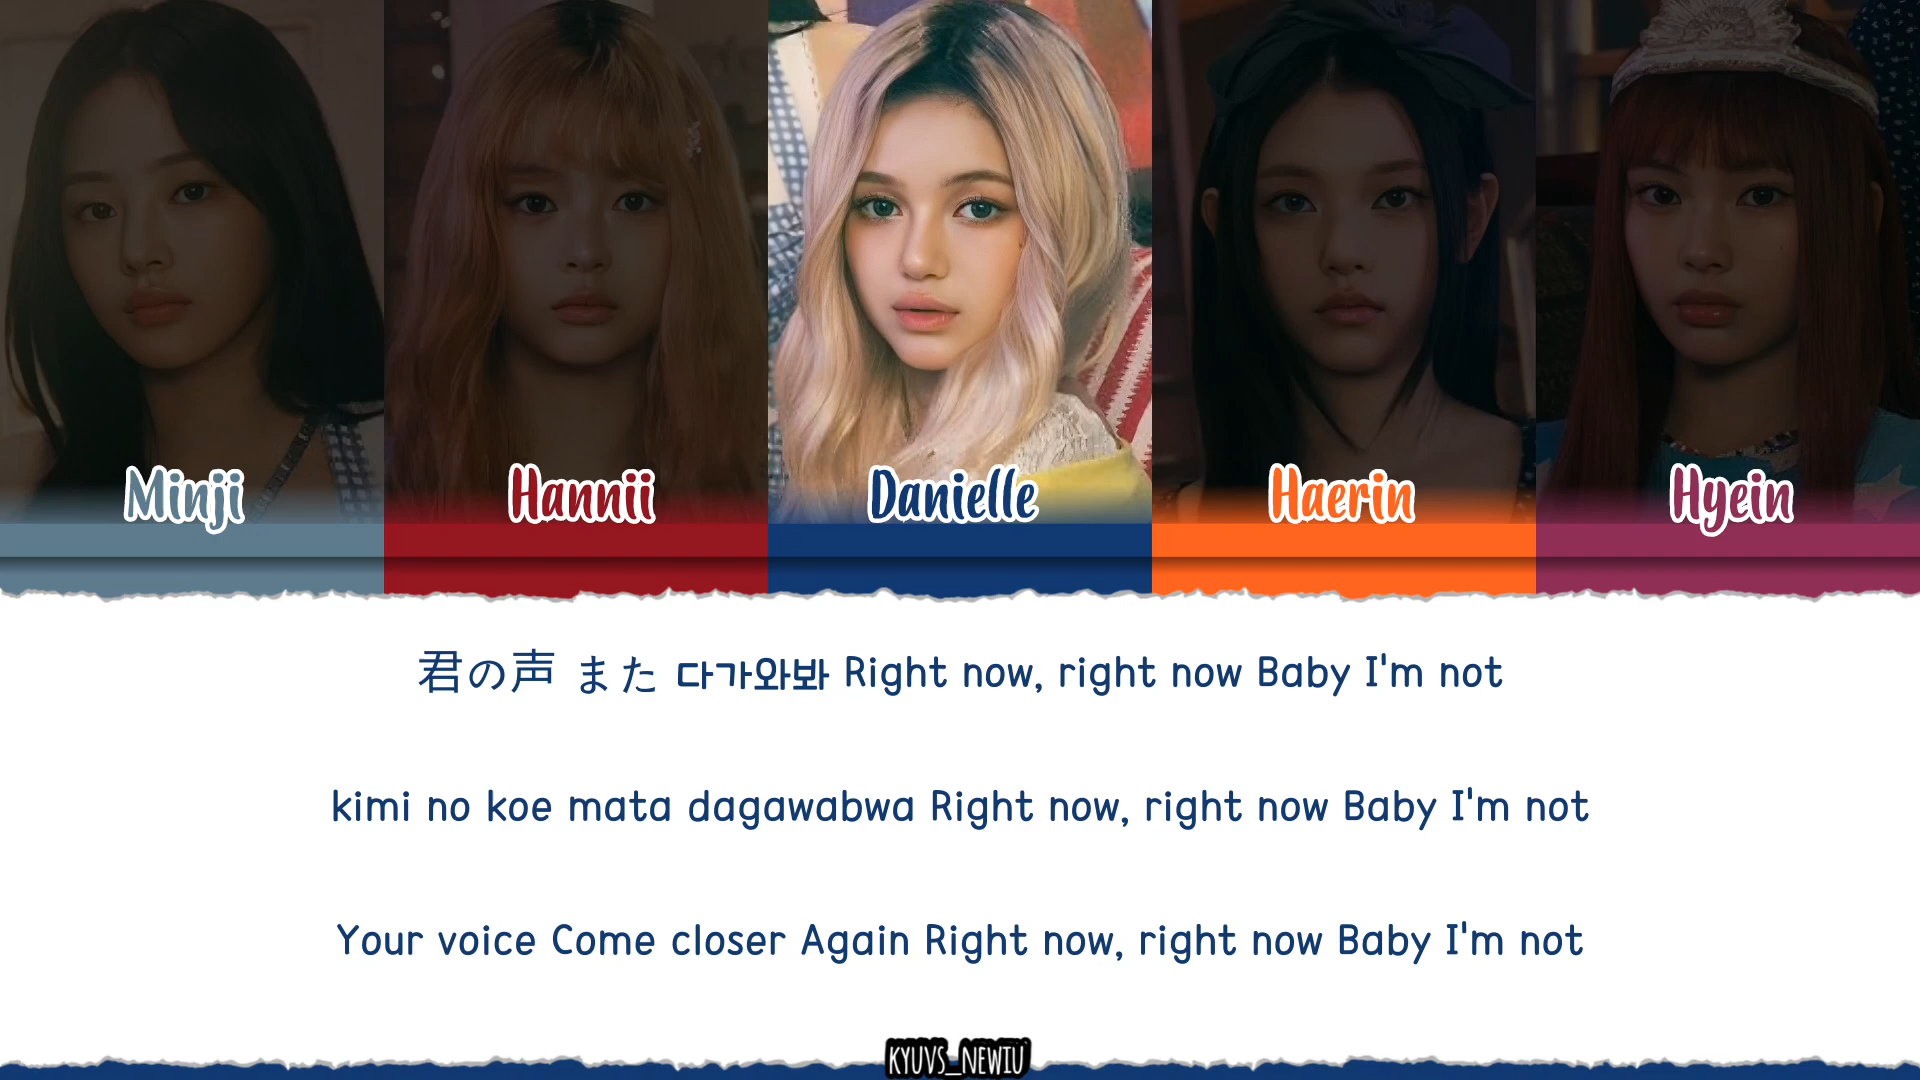 Minji Hannii Danielle Haerin Hyein
君の声 また 다가와봐 Right now, right now Baby I'm not
kimi no koe mata dagawabwa Right now, right now Baby I'm not
Your voice Come closer Again Right now, right now Baby I'm not
KYUVS_NEWIU